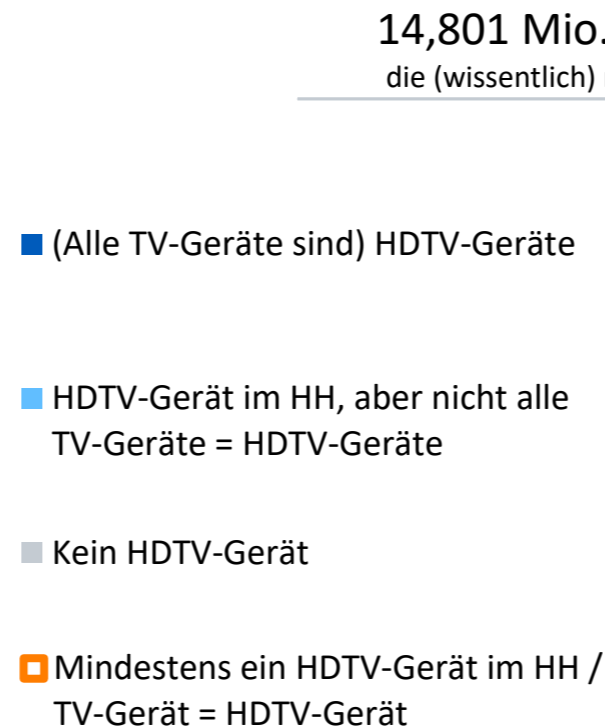 14,801 Mio.
die (wissentlich)
(Alle TV-Geräte sind) HDTV-Geräte
HDTV-Gerät im HH, aber nicht alle
TV-Geräte = HDTV-Geräte
Kein HDTV-Gerät
Mindestens ein HDTV-Gerät im HH /
TV-Gerät = HDTV-Gerät